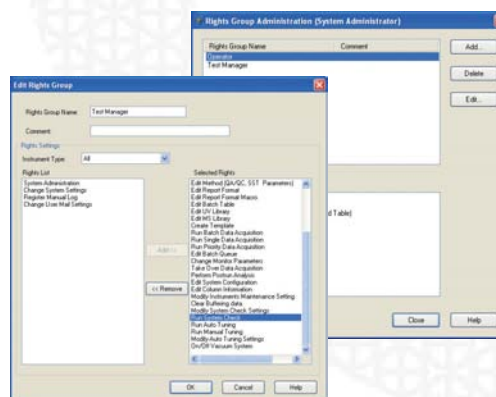 Rights Group Administration (System Administrator)
Rights Group Name
Comment
Operator
Test Manager
Add...
Delete
Edit...
d Table)
Close
Help
Edit Rights Group
Rights Group Name:
Test Manager
Comment:
Rights Settings
Instrument Type:
All
Rights List
System Administration
Change System Settings
Register Manual Log
Change User Mail Settings
Add >>
<< Remove
Selected Rights
Edit Method (QA/QC, SST Parameters)
Edit Report Format
Edit Report Format Macro
Edit Batch Table
Edit UV Library
Edit MS Library
Create Template
Run Batch Data Acquisition
Run Single Data Acquisition
Run Priority Data Acquisition
Edit Batch Queue
Change Monitor Parameters
Take Over Data Acquisition
Perform Postrun Analysis
Edit System Configuration
Edit Column Information
Modify Instruments Maintenance Setting
Clear Buffering data
Modify System Check Settings
Run System Check
Run Auto Tuning
Run Manual Tuning
Modify Auto Tuning Settings
On/Off Vacuum System
OK
Cancel
Help